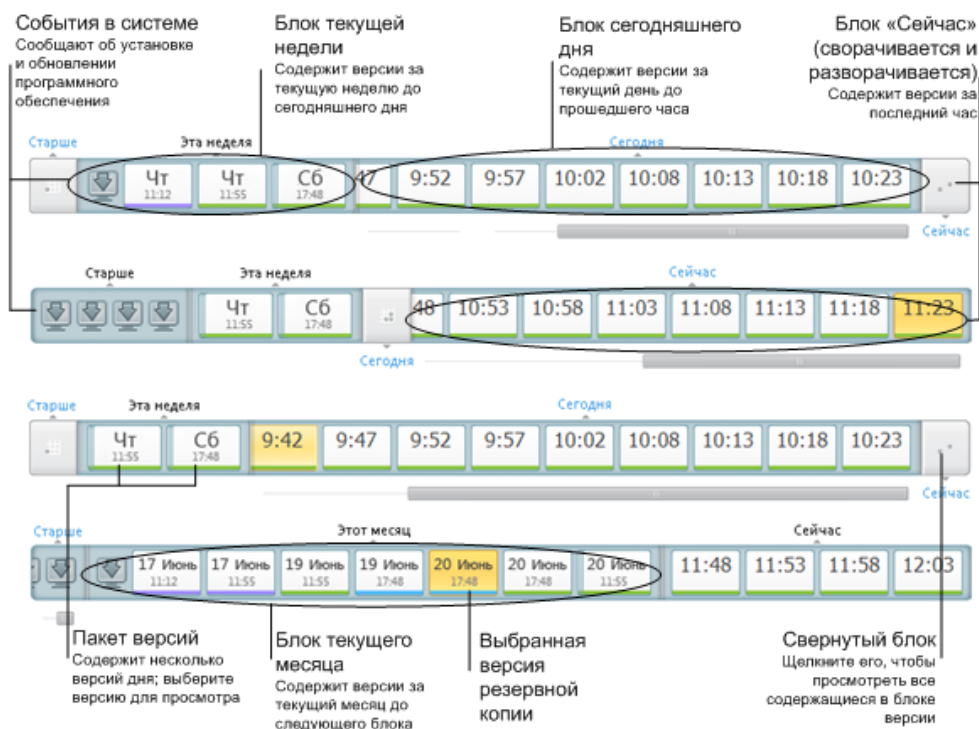 События в системе
Сообщают об установке
и обновлении
программного
обеспечения
Блок текущей
недели
Содержит версии за
текущую неделю до
сегодняшнего дня
Блок сегодняшнего
дня
Содержит версии за
текущий день до
прошедшего часа
Блок «Сейчас»
(сворачивается и
разворачивается)
Содержит версии за
последний час
Старше Эта неделя Сегодня
Чт Чт Сб 47 9:52 9:57 10:02 10:08 10:13 10:18 10:23
11:12 11:55 17:48
Сейчас
Старше Эта неделя Сейчас
Чт Сб 48 10:53 10:58 11:03 11:08 11:13 11:18 11:23
11:55 17:48
Сегодня
Старше Эта неделя Сегодня
Чт Сб 9:42 9:47 9:52 9:57 10:02 10:08 10:13 10:18 10:23
11:55 17:48
Сейчас
Старше Этот месяц Сейчас
17 Июнь 17 Июнь 19 Июнь 19 Июнь 20 Июнь 20 Июнь 20 Июнь 11:48 11:53 11:58 12:03
11:12 11:55 11:55 17:48 17:48 17:48 11:55
Пакет версий
Содержит несколько
версий дня; выберите
версию для просмотра
Блок текущего
месяца
Содержит версии за
текущий месяц до
следующего блока
Выбранная
версия
резервной
копии
Свернутый блок
Щелкните его, чтобы
просмотреть все
содержащиеся в блоке
версии